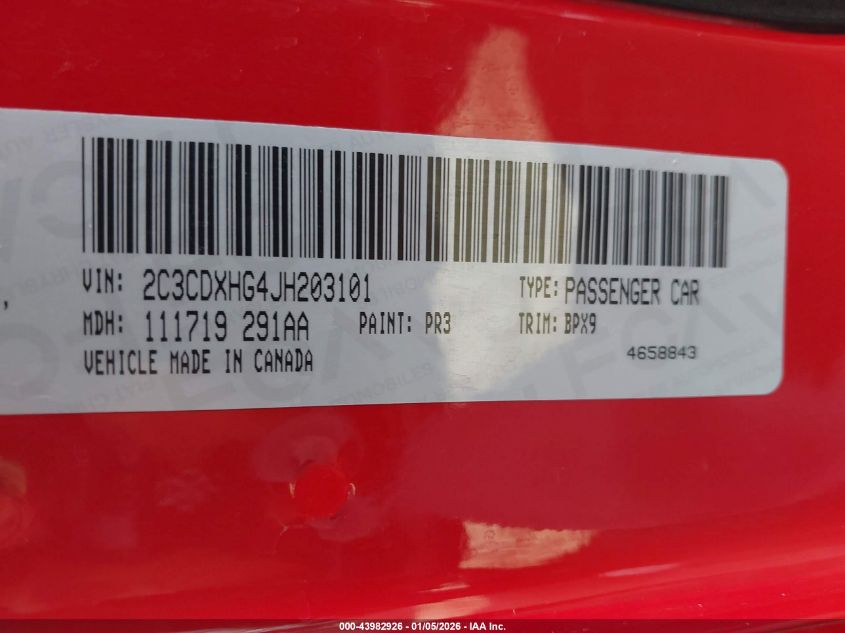 VIN: 2C3CDXHG4JH203101 TYPE: PASSENGER CAR
MDH: 111719 291AA PAINT: PR3 TRIM: BPX9
VEHICLE MADE IN CANADA 4658843
000-43982926 - 01/05/2026 - IAA Inc.